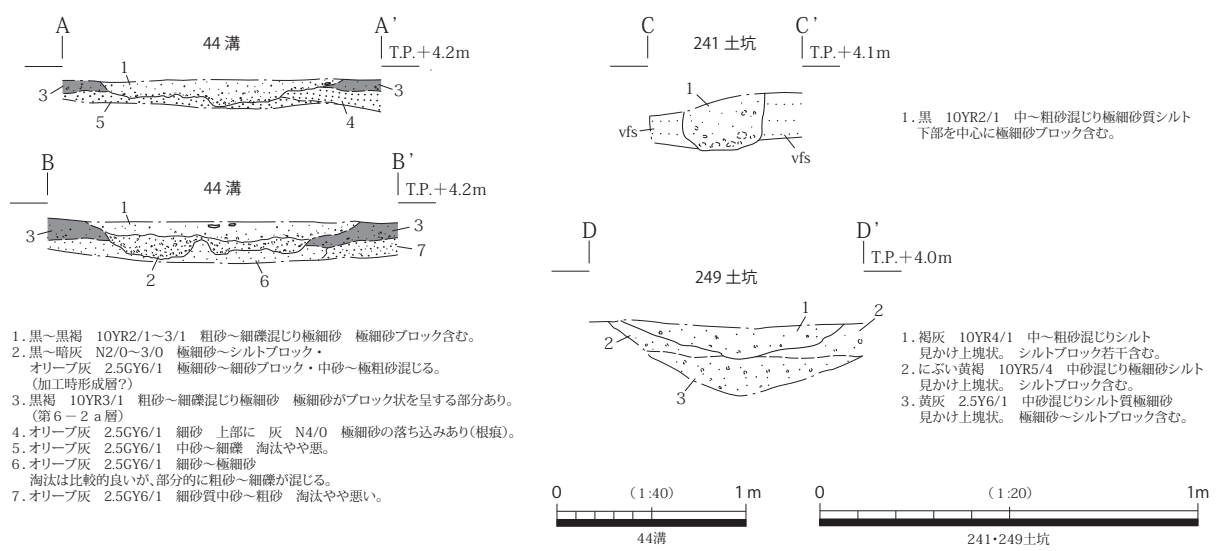 A
44 溝
A'
T.P.+4.2m
1
3
3
5
4
B
44 溝
B'
T.P.+4.2m
1
3
3
7
2
6
1．黒～黒褐 10YR2/1～3/1 粗砂～細礫混じり極細砂 極細砂ブロック含む。
2．黒～暗灰 N2/0～3/0 極細砂～シルトブロック・
オリーブ灰 2.5GY6/1 極細砂～細砂ブロック・中砂～極粗砂混じる。
(加工時形成層?)
3．黒褐 10YR3/1 粗砂～細礫混じり極細砂 極細砂がブロック状を呈する部分あり。
(第6－2ａ層)
4．オリーブ灰 2.5GY6/1 細砂 上部に 灰 N4/0 極細砂の落ち込みあり(根痕)。
5．オリーブ灰 2.5GY6/1 中砂～細礫 淘汰やや悪。
6．オリーブ灰 2.5GY6/1 細砂～極細砂
淘汰は比較的良いが、部分的に粗砂～細礫が混じる。
7．オリーブ灰 2.5GY6/1 細砂質中砂～粗砂 淘汰やや悪い。
C
241 土坑
C'
T.P.+4.1m
1
vfs
vfs
1．黒 10YR2/1 中～粗砂混じり極細砂質シルト
下部を中心に極細砂ブロック含む。
D
249 土坑
D'
T.P.+4.0m
1
2
2
3
1．褐灰 10YR4/1 中～粗砂混じりシルト
見かけ上塊状。 シルトブロック若干含む。
2．にぶい黄褐 10YR5/4 中砂混じり極細砂シルト
見かけ上塊状。 シルトブロック含む。
3．黄灰 2.5Y6/1 中砂混じりシルト質極細砂
見かけ上塊状。 極細砂～シルトブロック含む。
0 (1:40) 1m
44溝
0 (1:20) 1m
241・249土坑